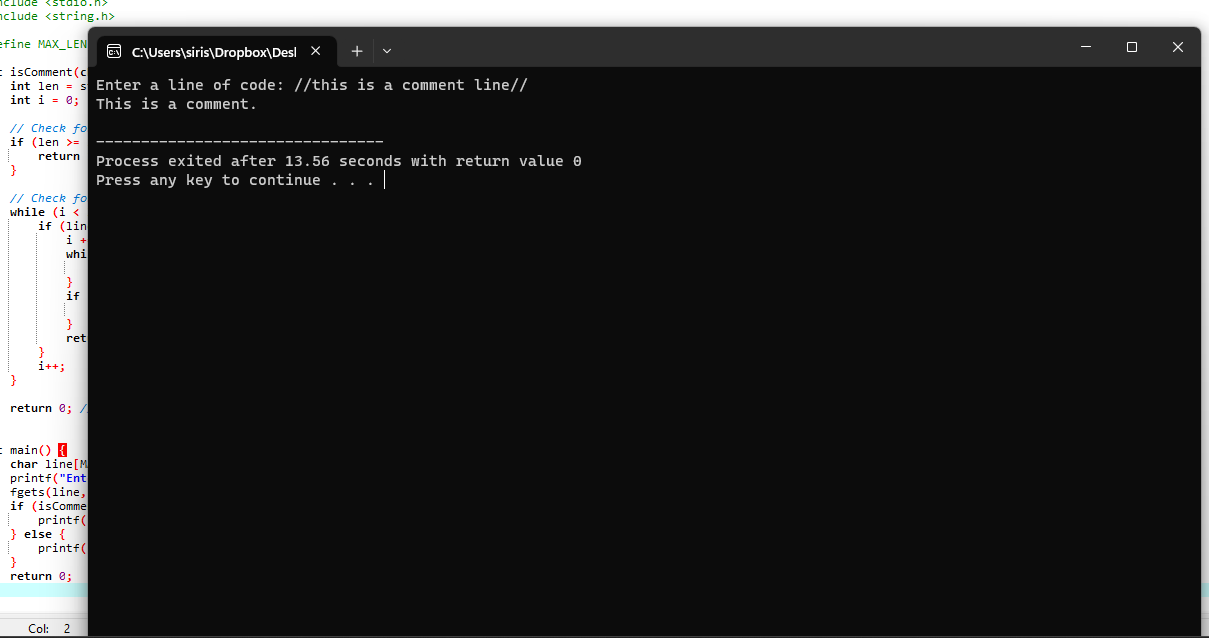 nclude <stdio.h>
nclude <string.h>
efine MAX_LEN
C:\Users\siris\Dropbox\Desl
t isComment(c
int len = s
int i = 0;
// Check fo
if (len >=
return
}
// Check fo
while (i <
if (lin
i +
whi
}
if
}
ret
}
i++;
}
return 0; /
t main() {
char line[M
printf("Ent
fgets(line,
if (isComme
printf(
} else {
printf(
}
return 0;
Enter a line of code: //this is a comment line//
This is a comment.
--------------------------------
Process exited after 13.56 seconds with return value 0
Press any key to continue . . .
Col: 2